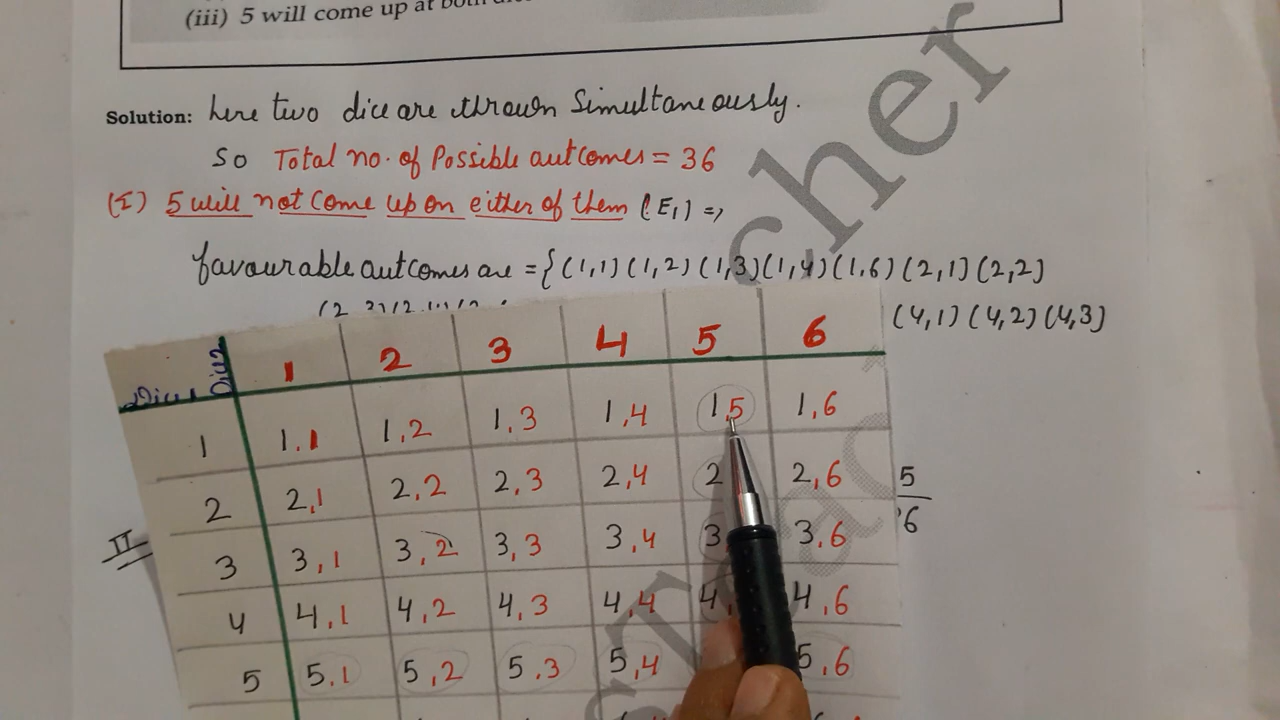 (iii) 5 will come up at both
Solution: here two dice are thrown Simultaneously.
So Total no. of Possible outcomes = 36
(I) 5 will not Come up on either of them (E₁) =>
favourable outcomes are = {(1,1) (1,2) (1,3) (1,4) (1,6) (2,1) (2,2)
(4,1) (4,2) (4,3)
Dice 1 Dice 2 1 2 3 4 5 6
1 1,1 1,2 1,3 1,4 1,5 1,6
2 2,1 2,2 2,3 2,4 2 2,6
5
6
II
3 3,1 3,2 3,3 3,4 3 3,6
4 4,1 4,2 4,3 4,4 4, 4,6
5 5,1 5,2 5,3 5,4 5,6